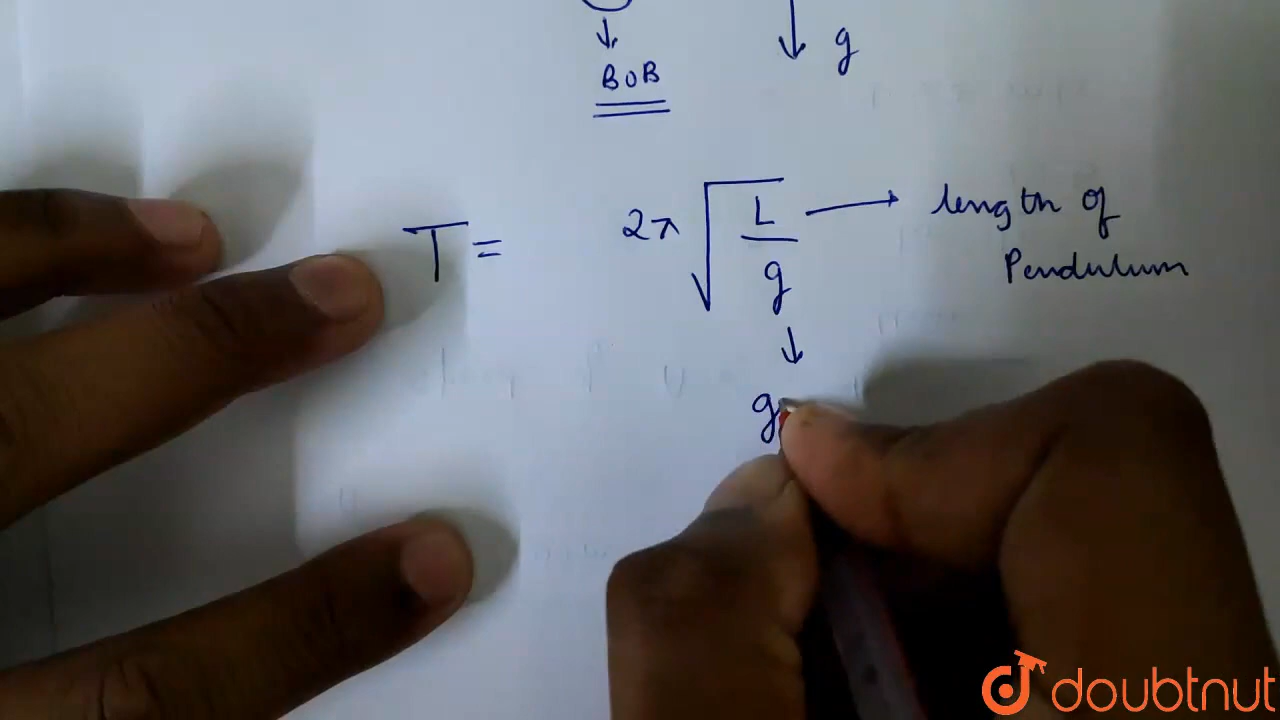 g
BOB
T = 2π √(L/g) → length of
Pendulum
g
doubtnut